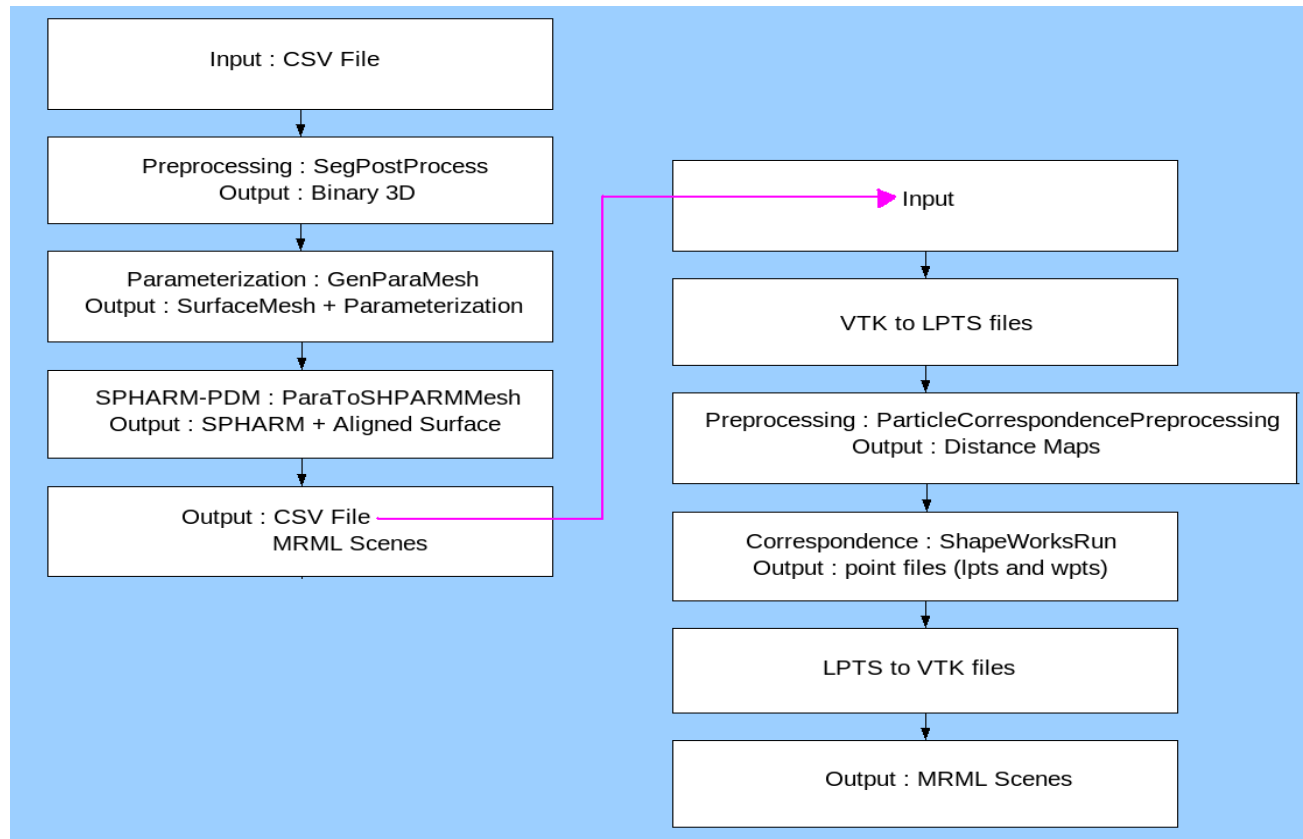 Input : CSV File
Preprocessing : SegPostProcess
Output : Binary 3D
Parameterization : GenParaMesh
Output : SurfaceMesh + Parameterization
SPHARM-PDM : ParaToSHPARMMesh
Output : SPHARM + Aligned Surface
Output : CSV File
MRML Scenes
Input
VTK to LPTS files
Preprocessing : ParticleCorrespondencePreprocessing
Output : Distance Maps
Correspondence : ShapeWorksRun
Output : point files (lpts and wpts)
LPTS to VTK files
Output : MRML Scenes